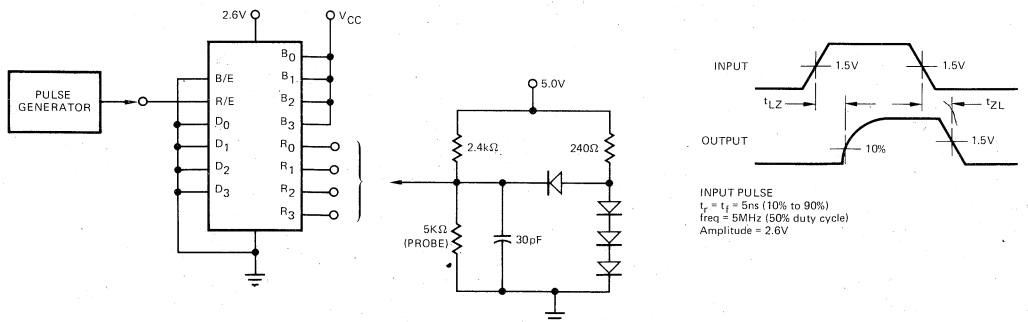 2.6V
VCC
PULSE
GENERATOR
B/E
R/E
D0
D1
D2
D3
B0
B1
B2
B3
R0
R1
R2
R3
5.0V
2.4kΩ
240Ω
5KΩ
(PROBE)
30pF
INPUT
1.5V
1.5V
tLZ
tZL
OUTPUT
10%
1.5V
INPUT PULSE
tr = tf = 5ns (10% to 90%)
freq = 5MHz (50% duty cycle)
Amplitude = 2.6V